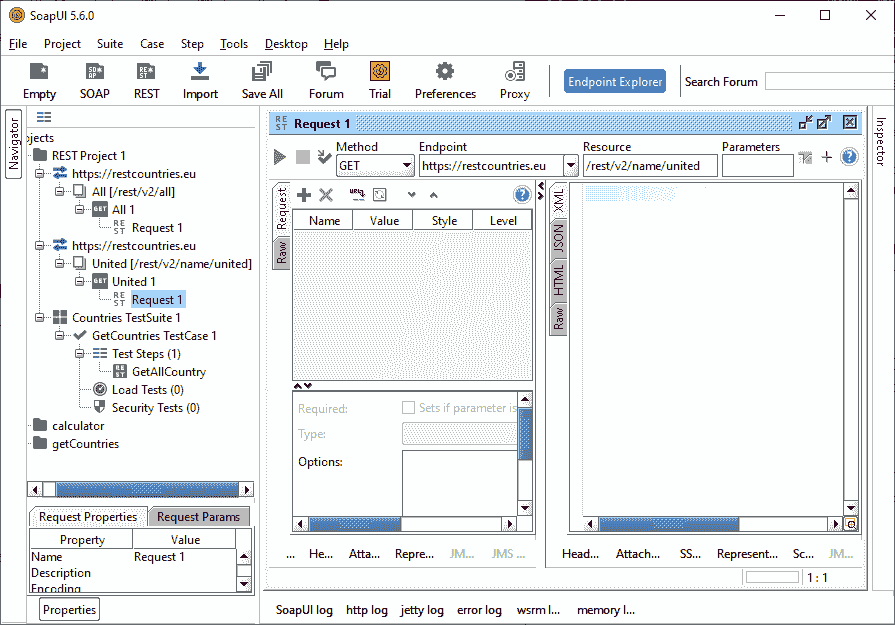 SoapUI 5.6.0
File Project Suite Case Step Tools Desktop Help
Empty SOAP REST Import Save All Forum Trial Preferences Proxy Endpoint Explorer Search Forum
Navigator
jects
REST Project 1
https://restcountries.eu
All [/rest/v2/all]
GET All 1
REST Request 1
https://restcountries.eu
United [/rest/v2/name/united]
GET United 1
REST Request 1
Countries TestSuite 1
GetCountries TestCase 1
Test Steps (1)
REST GetAllCountry
Load Tests (0)
Security Tests (0)
calculator
getCountries
Request Properties Request Params
Property Value
Name Request 1
Description
Encoding
Properties
REST Request 1
Method Endpoint Resource Parameters
GET https://restcountries.eu /rest/v2/name/united
Request
Raw
Name Value Style Level
Required: Sets if parameter is
Type:
Options:
... He... Atta... Repre... JM... JMS ...
XML
JSON
HTML
Raw
Head... Attach... SS... Represent... Sc... JM...
1 : 1
Inspector
SoapUI log http log jetty log error log wsrm l... memory l...